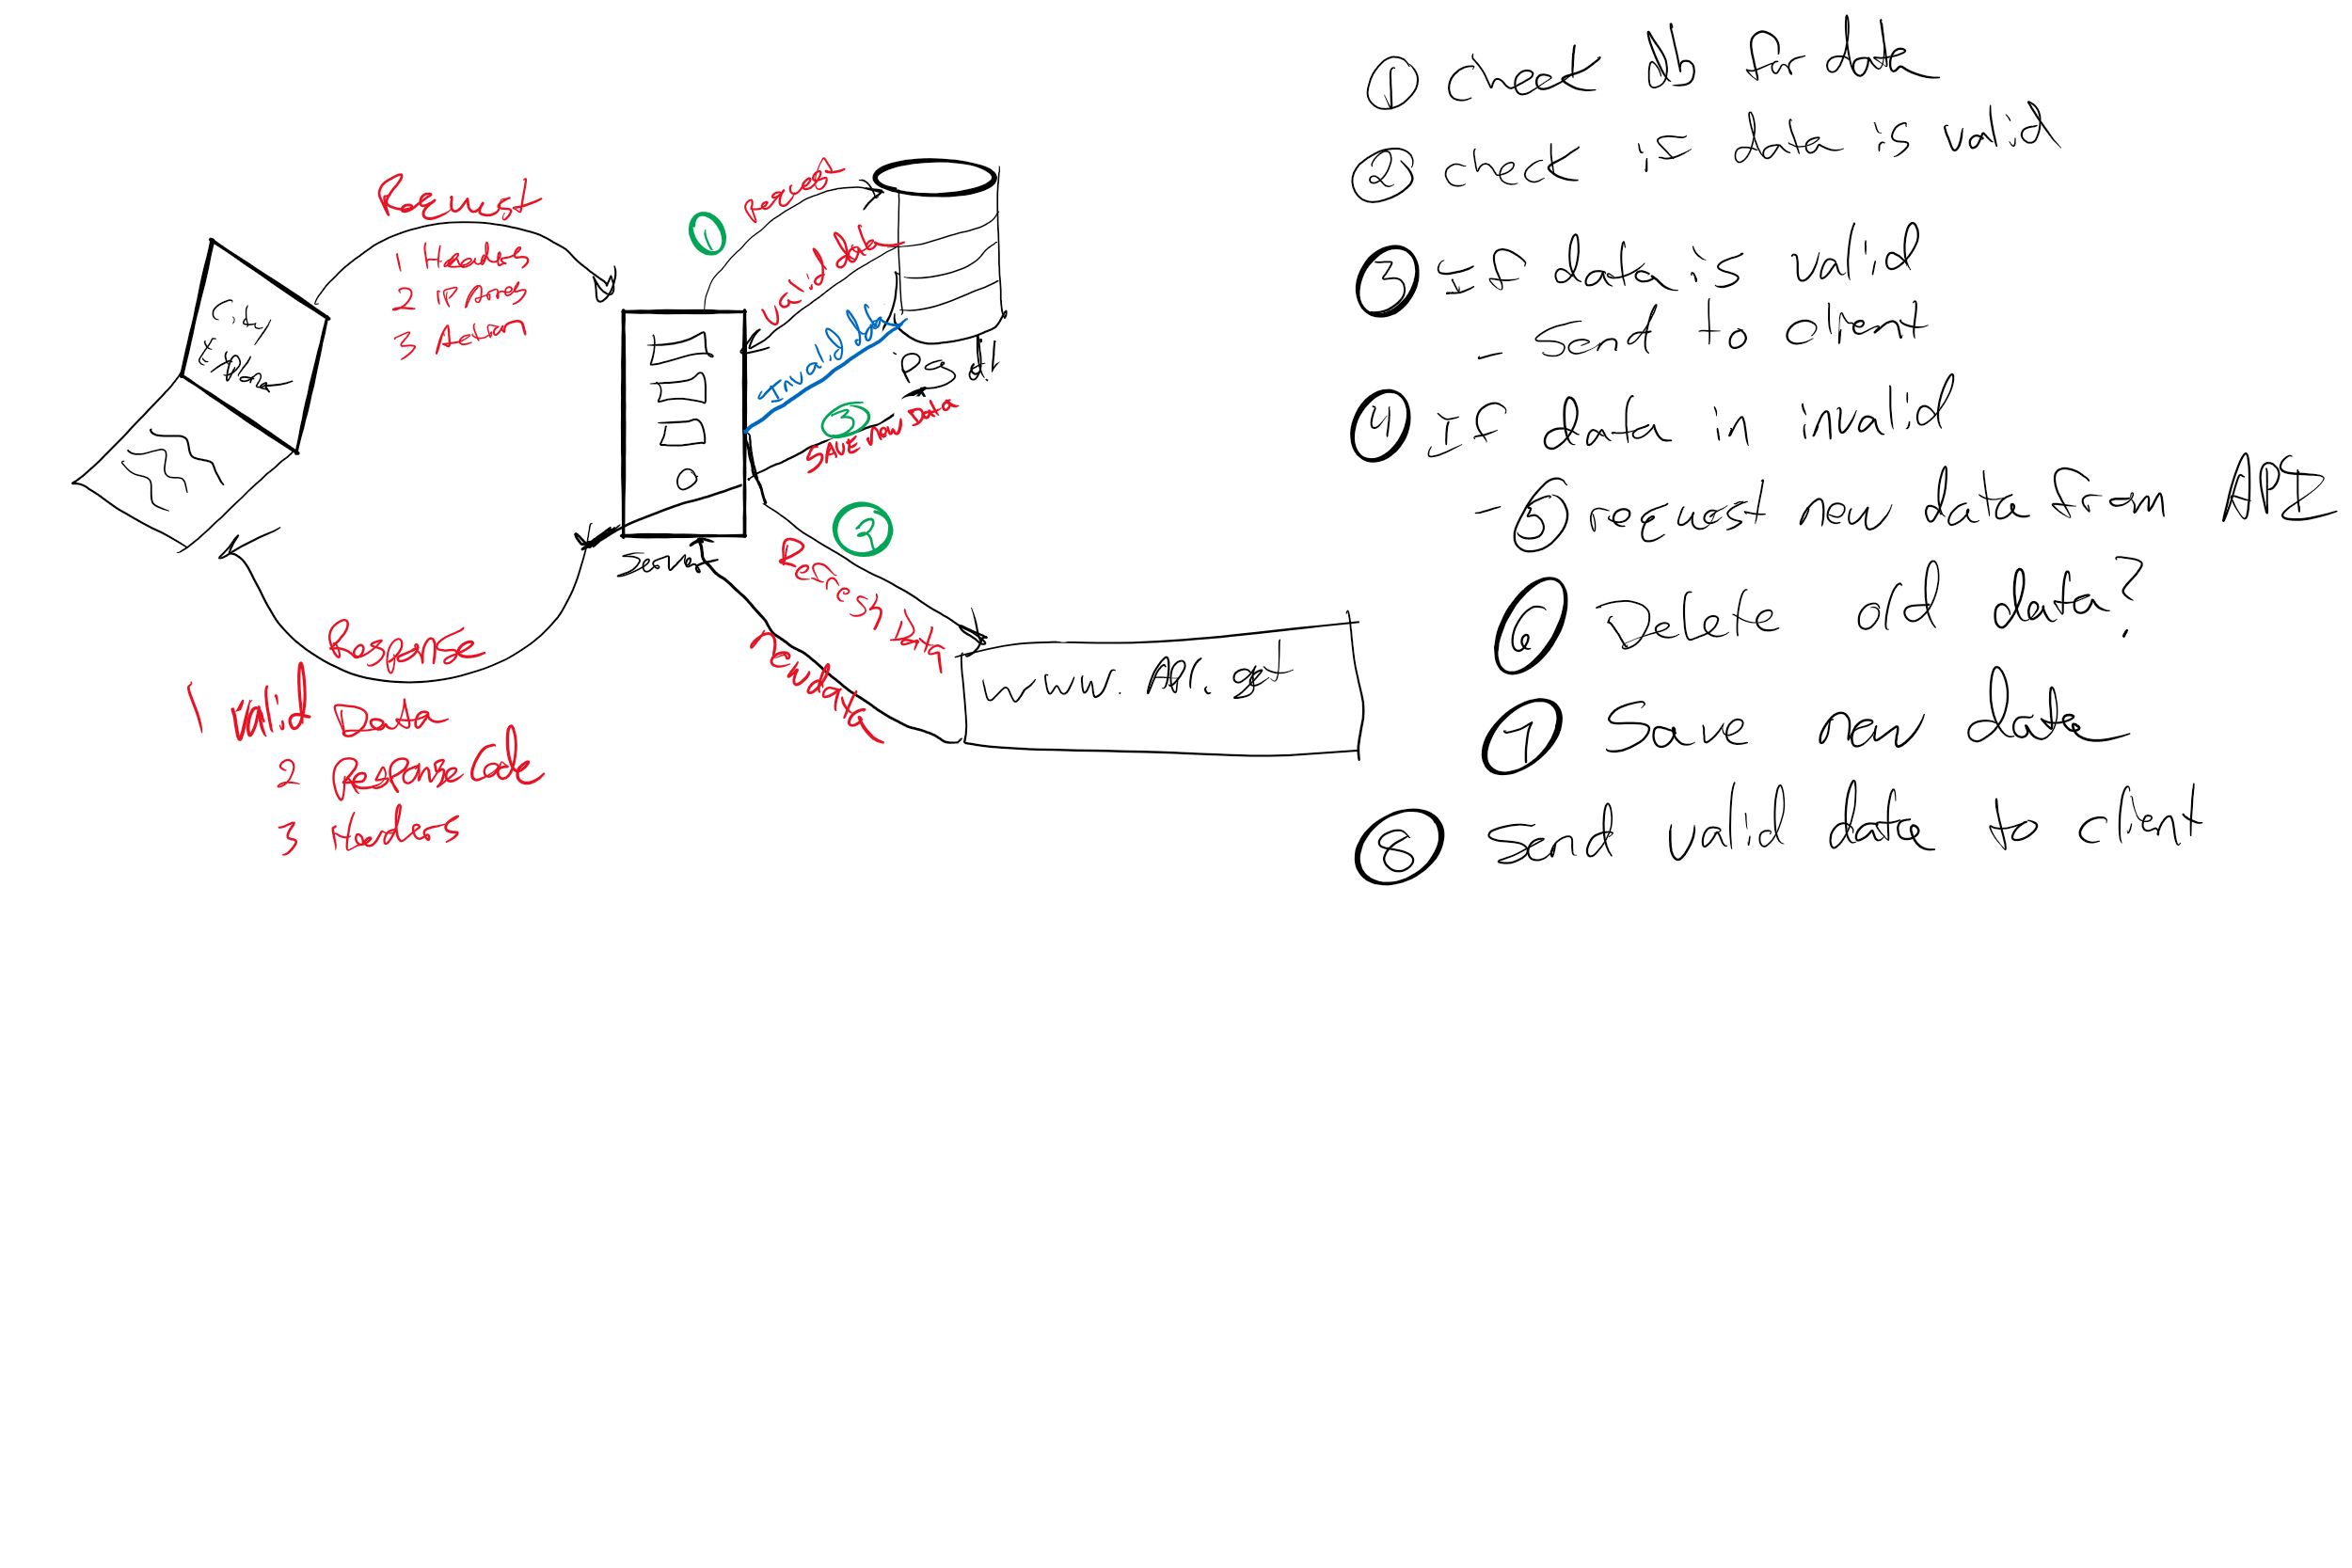 Request
1 Headers
2 IP Adres
3 Action
City
Explorer
① request
valid data
Invalid data
pg db
③
SAVE new Data
server
②
Refresh Data
new data
www. API. get
Response
1 Valid Data
2 Response Code
3 Headers
① check db for data
② check if data is valid
③ If data is valid
- Send to client
④ If data in invalid
- ⑤ request new data from API
⑥ Delete old data?
⑦ Save new data
⑧ Send valid data to client